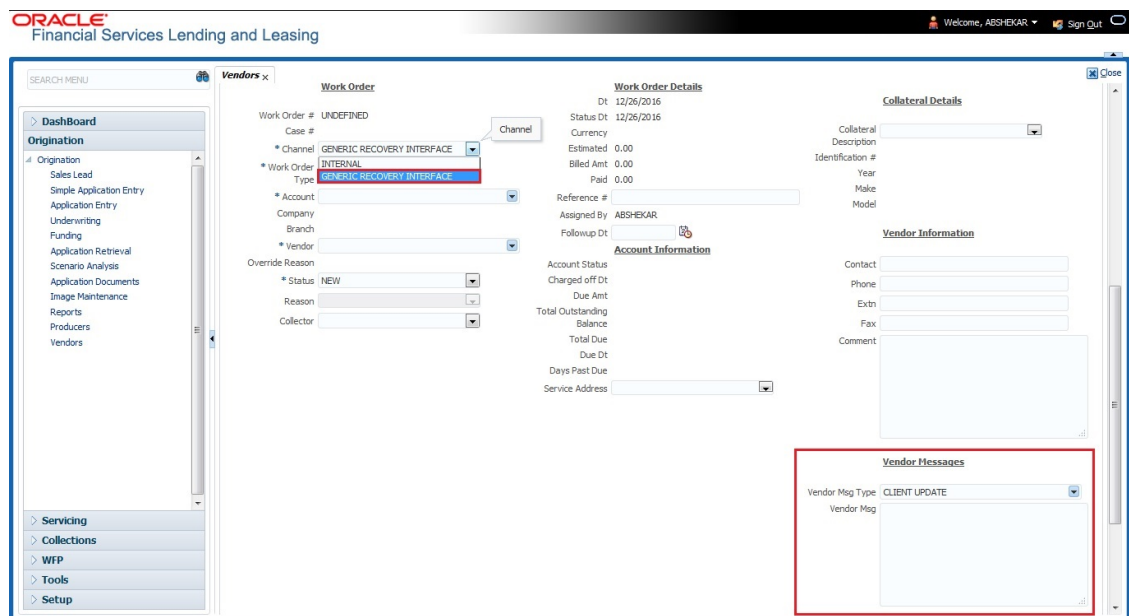 ORACLE
Financial Services Lending and Leasing
Welcome, ABSHEKAR
Sign Out
SEARCH MENU
DashBoard
Origination
Origination
Sales Lead
Simple Application Entry
Application Entry
Underwriting
Funding
Application Retrieval
Scenario Analysis
Application Documents
Image Maintenance
Reports
Producers
Vendors
Servicing
Collections
WFP
Tools
Setup
Vendors x
Close
Work Order
Work Order # UNDEFINED
Case #
* Channel GENERIC RECOVERY INTERFACE
Channel
INTERNAL
GENERIC RECOVERY INTERFACE
* Work Order Type
* Account
Company
Branch
* Vendor
Override Reason
* Status NEW
Reason
Collector
Work Order Details
Dt 12/26/2016
Status Dt 12/26/2016
Currency
Estimated 0.00
Billed Amt 0.00
Paid 0.00
Reference #
Assigned By ABSHEKAR
Followup Dt
Account Information
Account Status
Charged off Dt
Due Amt
Total Outstanding
Balance
Total Due
Due Dt
Days Past Due
Service Address
Collateral Details
Collateral
Description
Identification #
Year
Make
Model
Vendor Information
Contact
Phone
Extn
Fax
Comment
Vendor Messages
Vendor Msg Type CLIENT UPDATE
Vendor Msg